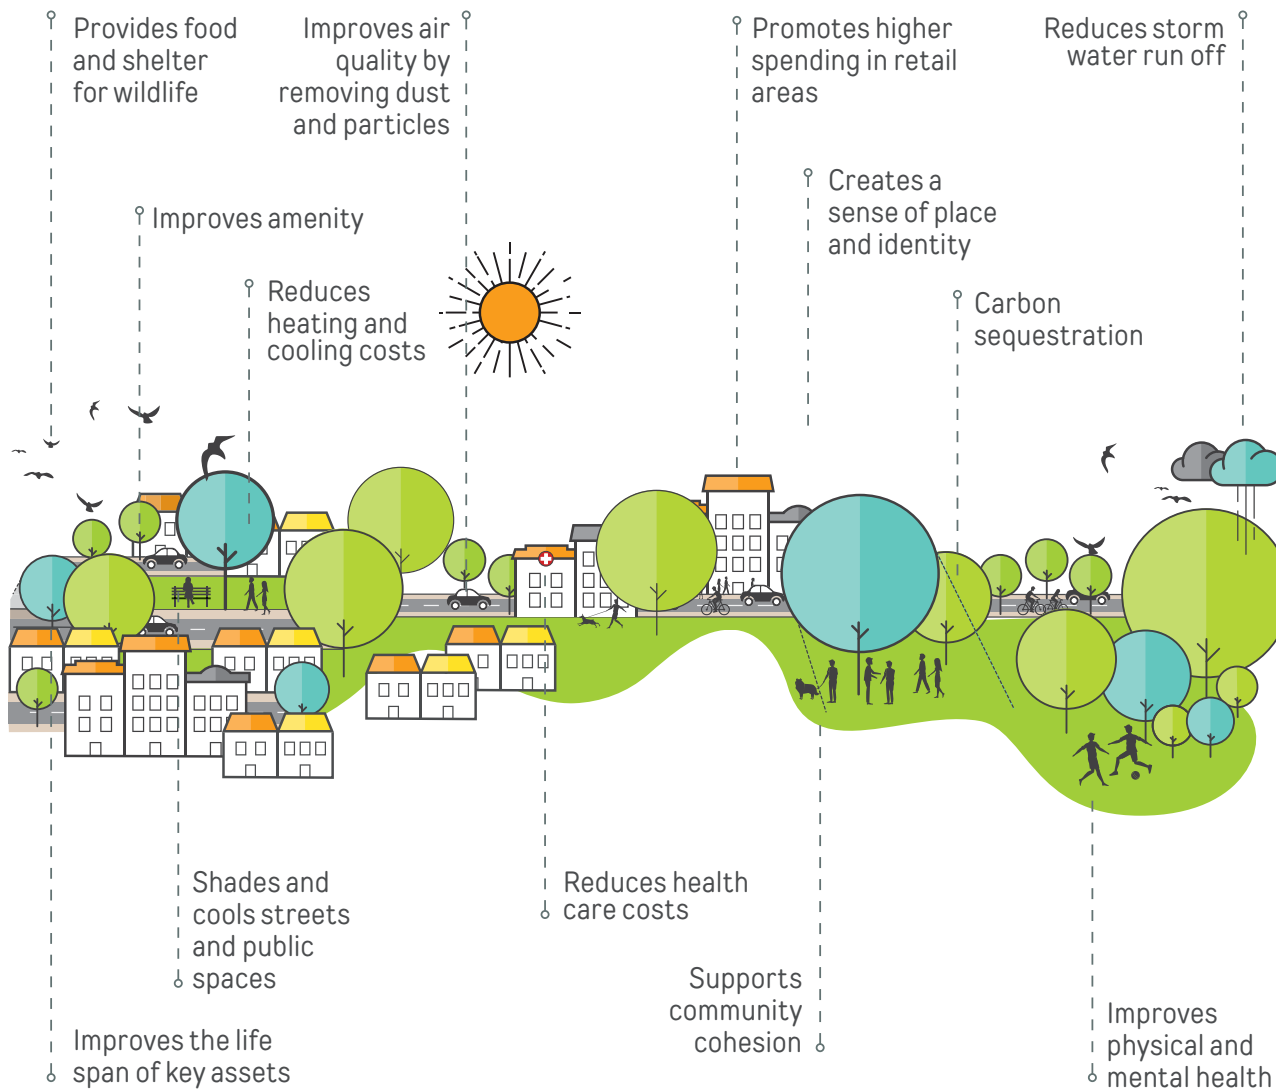 Provides food
and shelter
for wildlife
Improves air
quality by
removing dust
and particles
Promotes higher
spending in retail
areas
Reduces storm
water run off
Improves amenity
Creates a
sense of place
and identity
Reduces
heating and
cooling costs
Carbon
sequestration
Shades and
cools streets
and public
spaces
Reduces health
care costs
Supports
community
cohesion
Improves the life
span of key assets
Improves
physical and
mental health